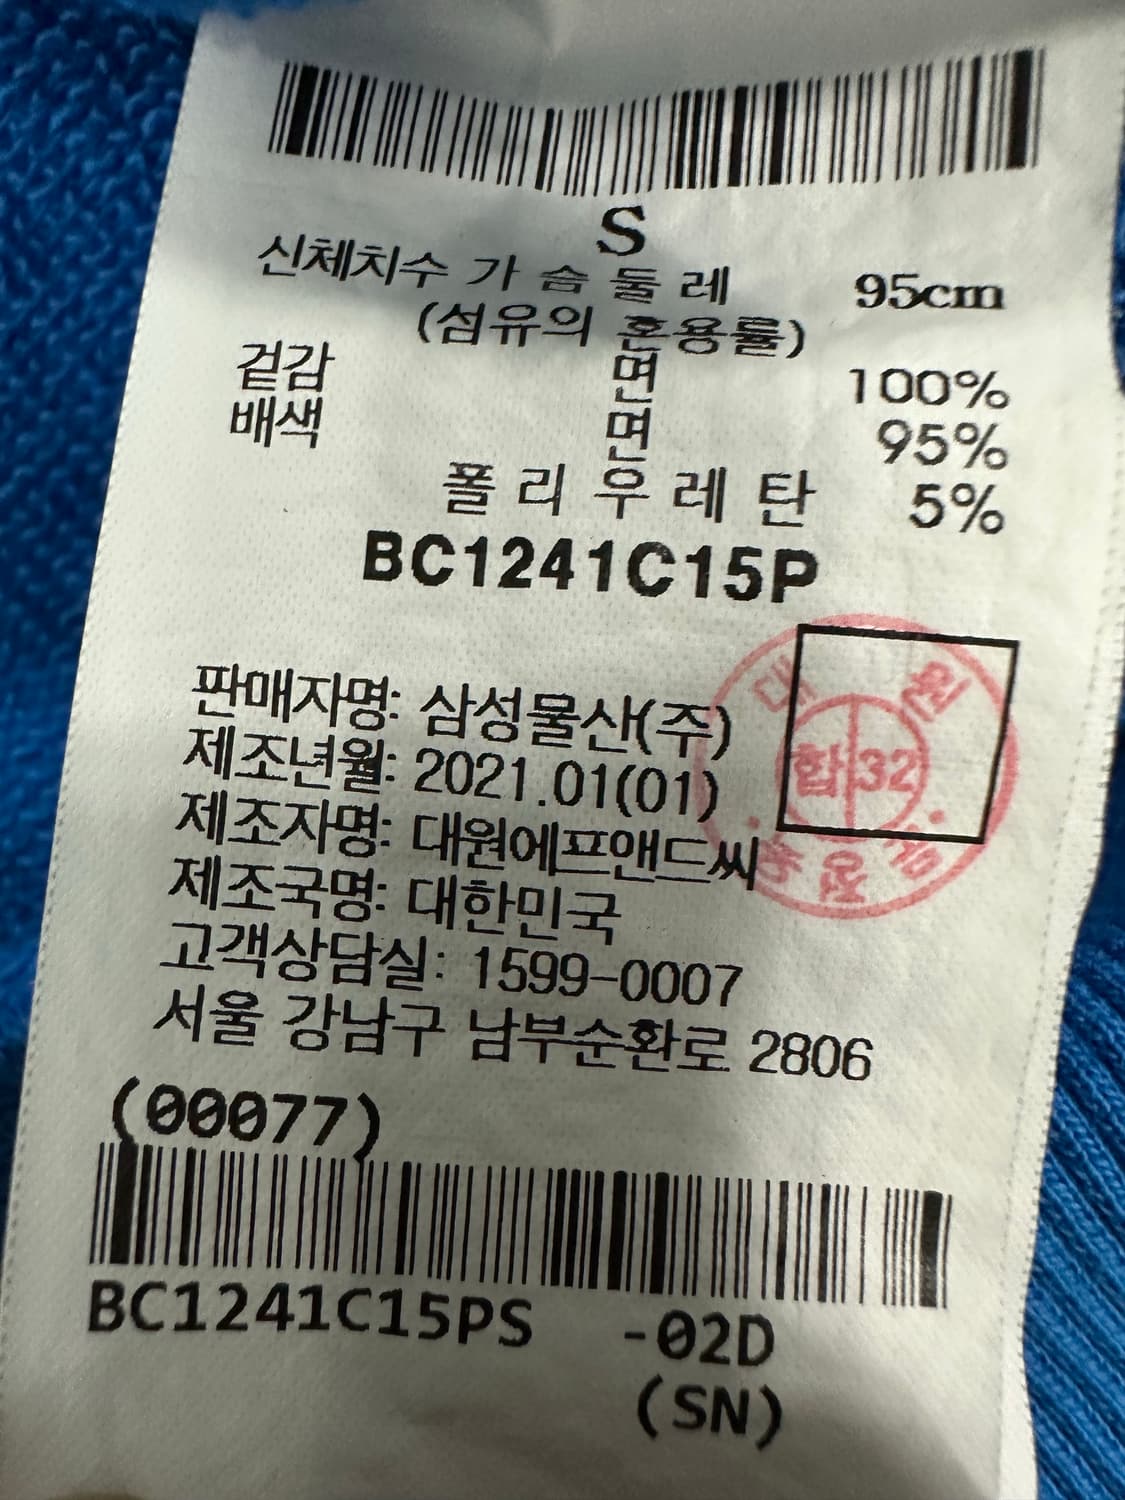 S
신체치수 가슴둘레 95cm
(섬유의 혼용률)
겉감 면 100%
배색 면 95%
폴리우레탄 5%
BC1241C15P
판매자명: 삼성물산(주)
제조년월: 2021.01(01)
제조자명: 대원에프앤드씨
제조국명: 대한민국
고객상담실: 1599-0007
서울 강남구 남부순환로 2806
대원
합 32
(00077)
BC1241C15PS -02D
(SN)